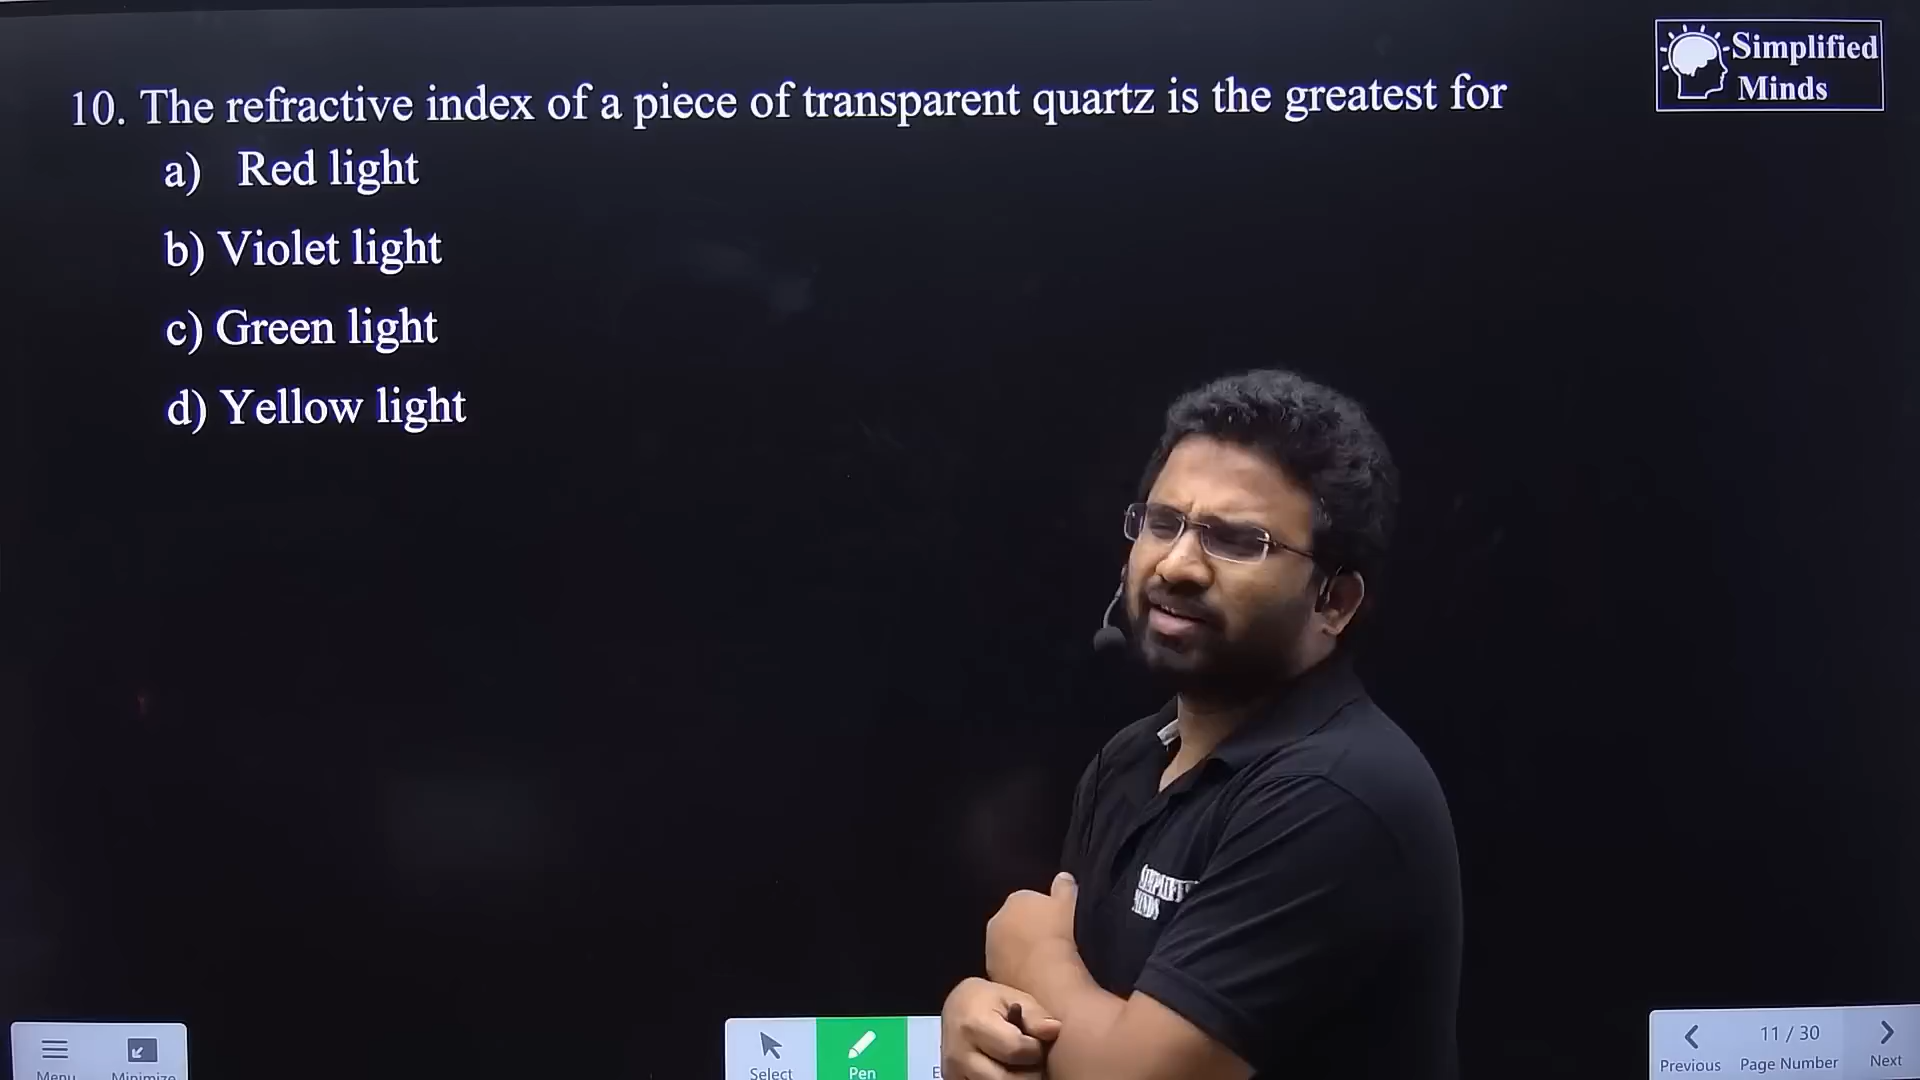 Simplified
Minds
10. The refractive index of a piece of transparent quartz is the greatest for
a) Red light
b) Violet light
c) Green light
d) Yellow light
Menu
Minimize
Select
Pen
Previous
11 / 30
Page Number
Next